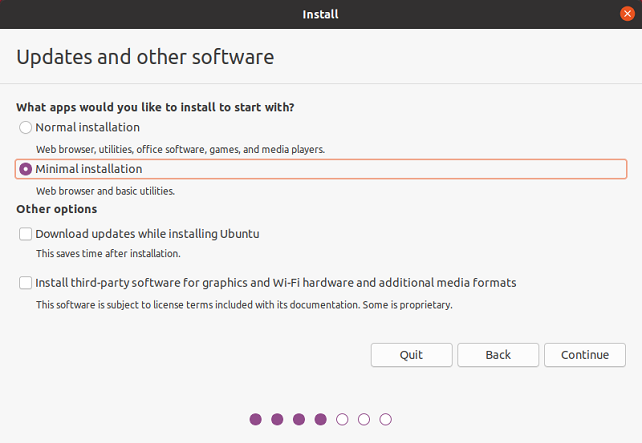 Install
Updates and other software
What apps would you like to install to start with?
Normal installation
Web browser, utilities, office software, games, and media players.
Minimal installation
Web browser and basic utilities.
Other options
Download updates while installing Ubuntu
This saves time after installation.
Install third-party software for graphics and Wi-Fi hardware and additional media formats
This software is subject to license terms included with its documentation. Some is proprietary.
Quit Back Continue